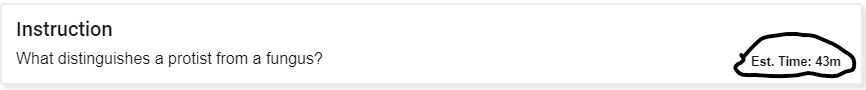 Instruction
What distinguishes a protist from a fungus?
Est. Time: 43m